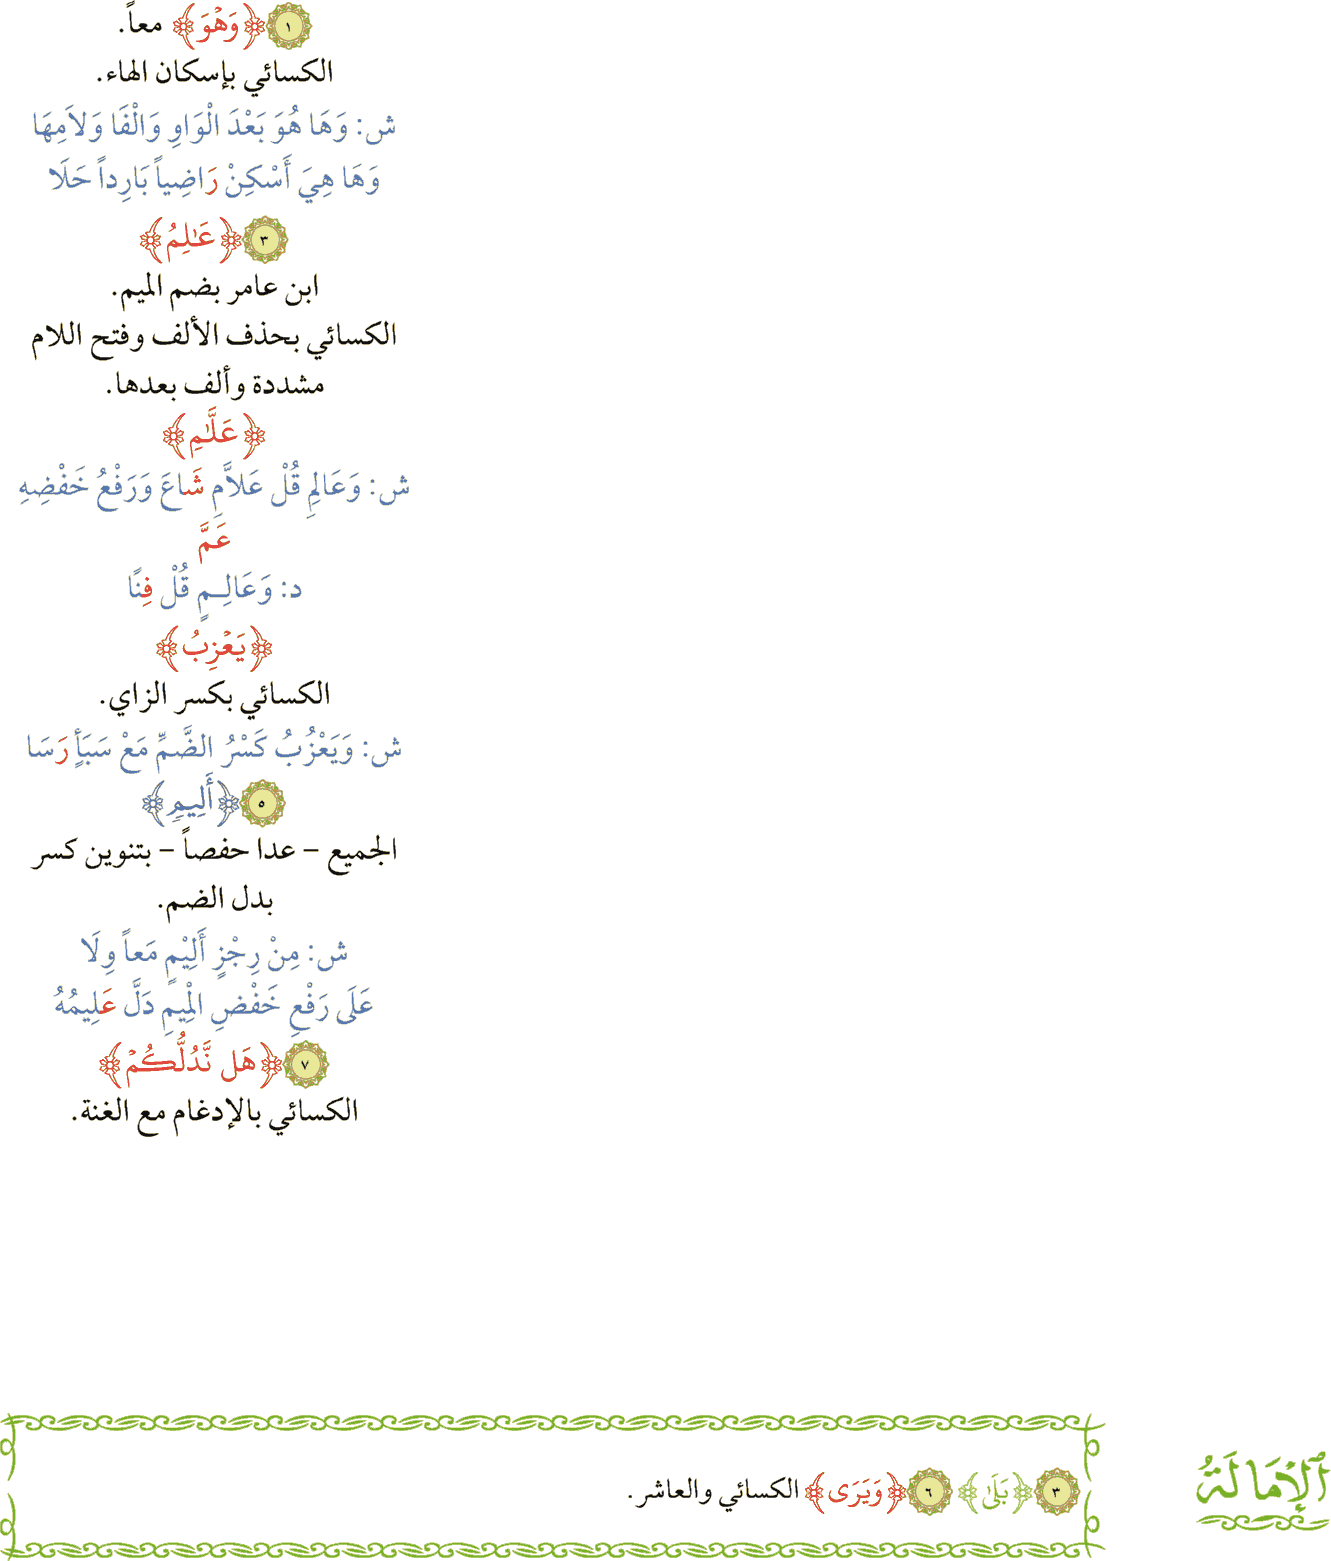 ١ ﴿وَهْوَ﴾ معاً.
الكسائي بإسكان الهاء.
ش: وَهَا هُوَ بَعْدَ الْوَاوِ وَالْفَا وَلاَمِهَا
وَهَا هِيَ أَسْكِنْ رَاضِياً بَارِداً حَلَا
٣ ﴿عَٰلِمُ﴾
ابن عامر بضم الميم.
الكسائي بحذف الألف وفتح اللام
مشددة وألف بعدها.
﴿عَلَّٰمِ﴾
ش: وَعَالِمِ قُلْ عَلاَّمِ شَاعَ وَرَفْعُ خَفْضِهِ
عَمَّ
د: وَعَالِـمٍ قُلْ فِنًا
﴿يَعْزِبُ﴾
الكسائي بكسر الزاي.
ش: وَيَعْزُبُ كَسْرُ الضَّمِّ مَعْ سَبَأٍ رَسَا
٥ ﴿أَلِيمٍ﴾
الجميع – عدا حفصاً – بتنوين كسر
بدل الضم.
ش: مِنْ رِجْزٍ أَلِيْمٍ مَعاً وِلَا
عَلَى رَفْعِ خَفْضِ الْمِيمِ دَلَّ عَلِيمُهُ
٧ ﴿هَل نَّدُلُّكُمْ﴾
الكسائي بالإدغام مع الغنة.
ٱلْإِمَالَةُ
٣ ﴿بَلَىٰ﴾ ٦ ﴿وَيَرَى﴾ الكسائي والعاشر.